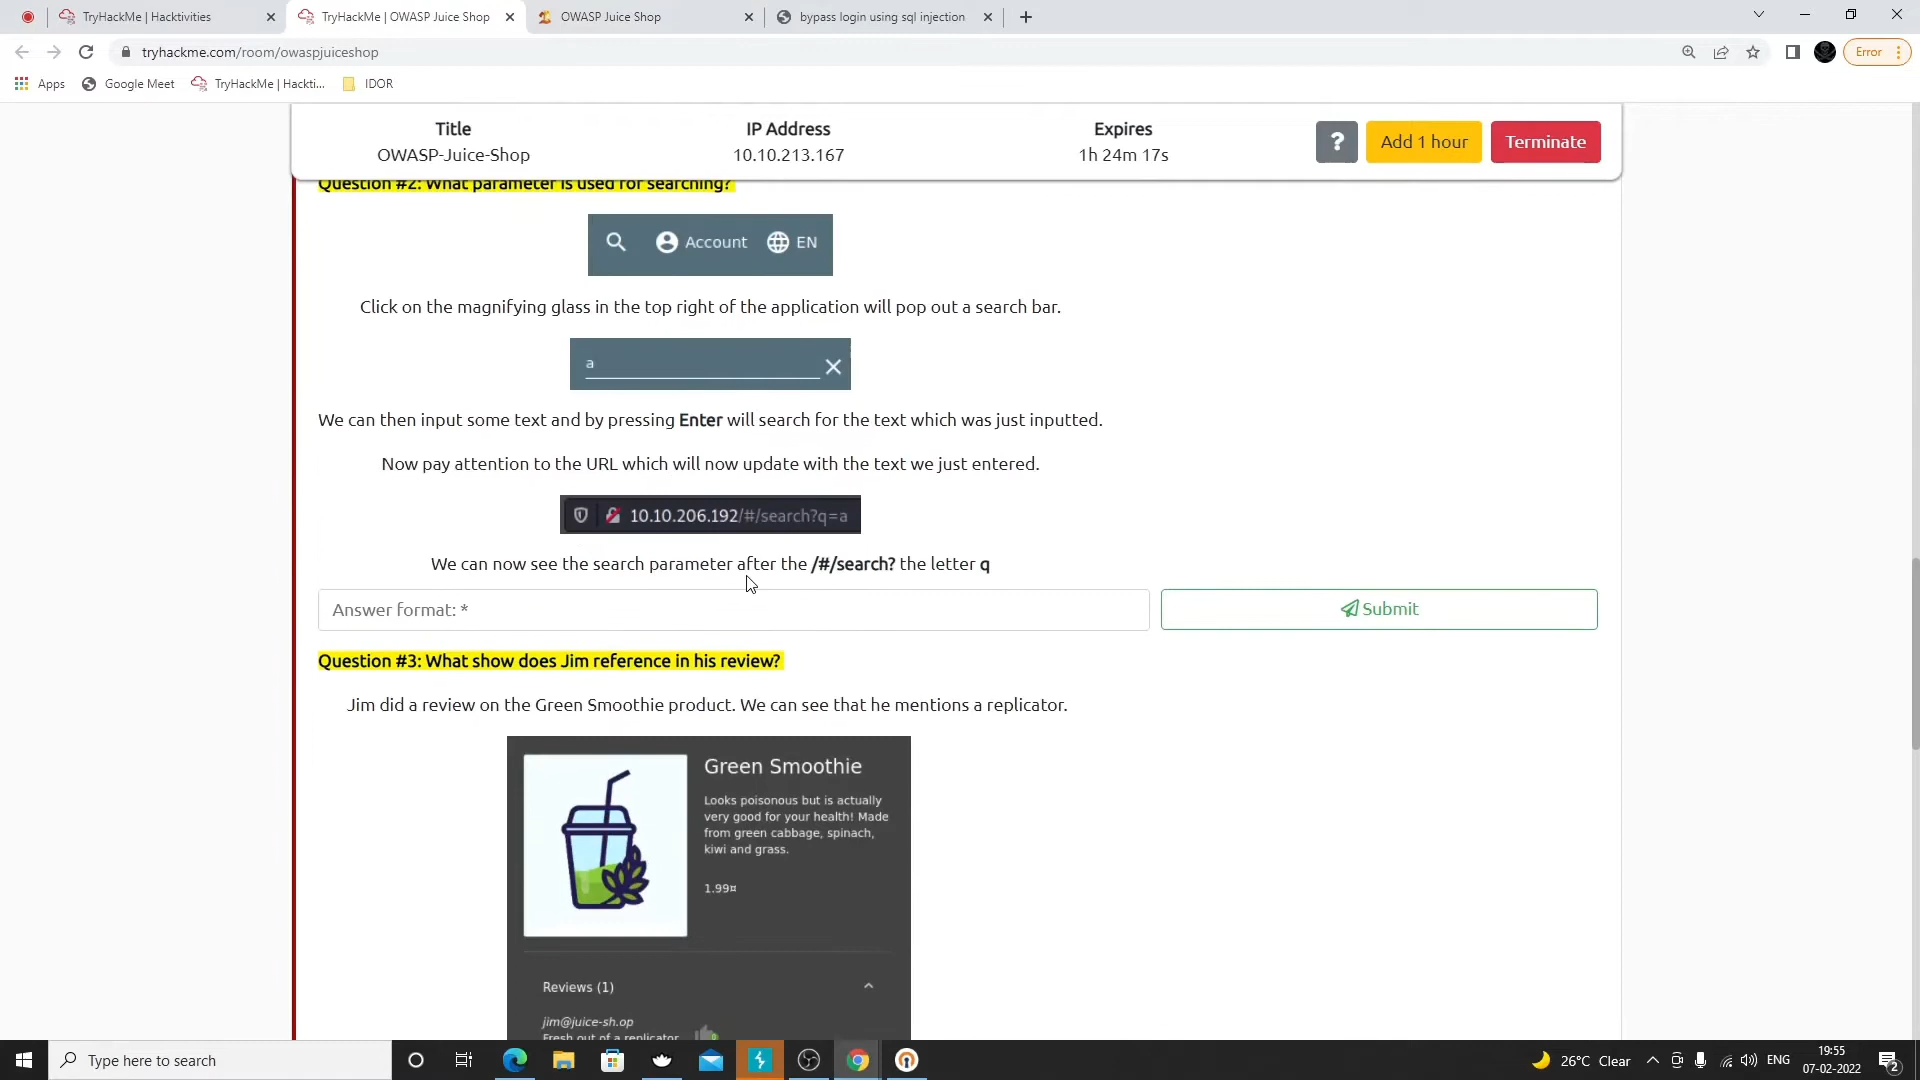 TryHackMe | Hacktivities
TryHackMe | OWASP Juice Shop
OWASP Juice Shop
bypass login using sql injection
tryhackme.com/room/owaspjuiceshop
Error
Apps
Google Meet
TryHackMe | Hackti...
IDOR
Title
IP Address
Expires
OWASP-Juice-Shop
10.10.213.167
1h 24m 17s
?
Add 1 hour
Terminate
Question #2: What parameter is used for searching?
Account
EN
Click on the magnifying glass in the top right of the application will pop out a search bar.
a
We can then input some text and by pressing Enter will search for the text which was just inputted.
Now pay attention to the URL which will now update with the text we just entered.
10.10.206.192/#/search?q=a
We can now see the search parameter after the /#/search? the letter q
Answer format: *
Submit
Question #3: What show does Jim reference in his review?
Jim did a review on the Green Smoothie product. We can see that he mentions a replicator.
Green Smoothie
Looks poisonous but is actually
very good for your health! Made
from green cabbage, spinach,
kiwi and grass.
1.99¤
Reviews (1)
jim@juice-sh.op
Fresh out of a replicator
Type here to search
26°C Clear
ENG
19:55
07-02-2022
2